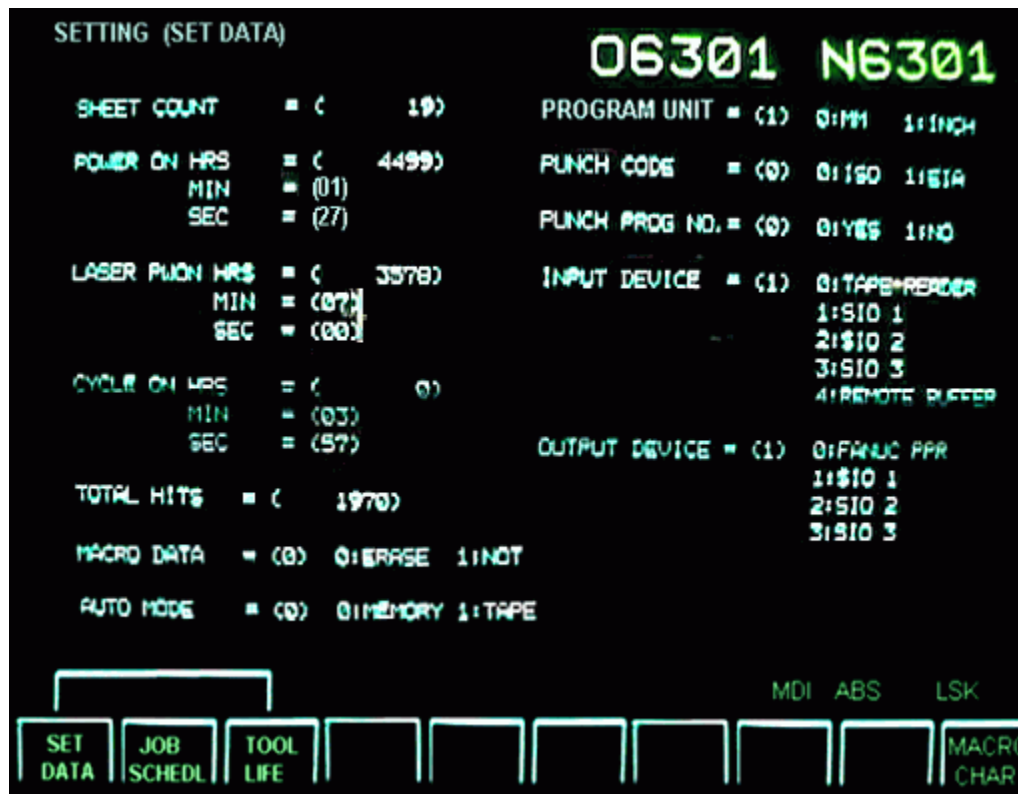 SETTING (SET DATA)
O6301 N6301
SHEET COUNT = ( 19)
POWER ON HRS = ( 4499)
MIN = (01)
SEC = (27)
LASER PWON HRS = ( 3578)
MIN = (07)
SEC = (00)
CYCLE ON HRS = ( 0)
MIN = (03)
SEC = (57)
TOTAL HITS = ( 1970)
MACRO DATA = (0) 0:ERASE 1:NOT
AUTO MODE = (0) 0:MEMORY 1:TAPE
PROGRAM UNIT = (1) 0:MM 1:INCH
PUNCH CODE = (0) 0:ISO 1:EIA
PUNCH PROG NO. = (0) 0:YES 1:NO
INPUT DEVICE = (1) 0:TAPE READER
1:SIO 1
2:SIO 2
3:SIO 3
4:REMOTE BUFFER
OUTPUT DEVICE = (1) 0:FANUC PPR
1:SIO 1
2:SIO 2
3:SIO 3
MDI ABS LSK
SET DATA
JOB SCHEDL
TOOL LIFE
MACRO CHAR